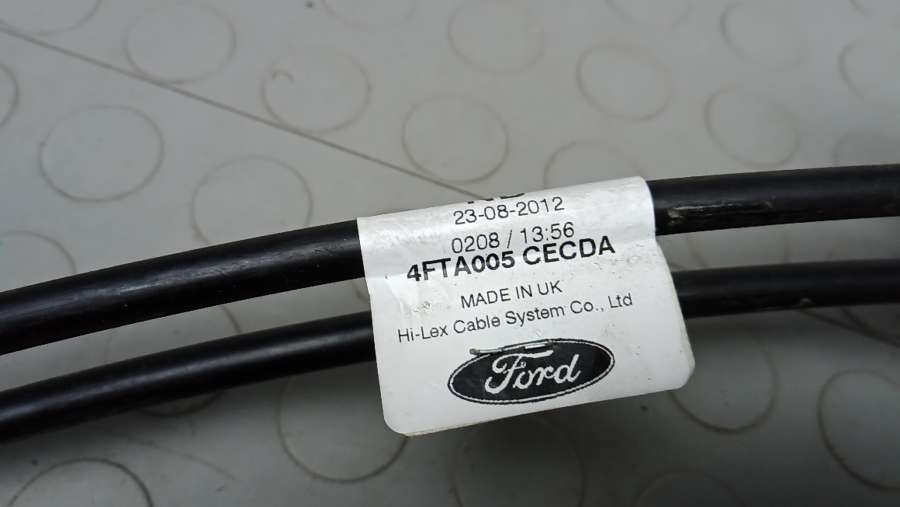 23-08-2012
0208 / 13:56
4FTA005 CECDA
MADE IN UK
Hi-Lex Cable System Co., Ltd
Ford